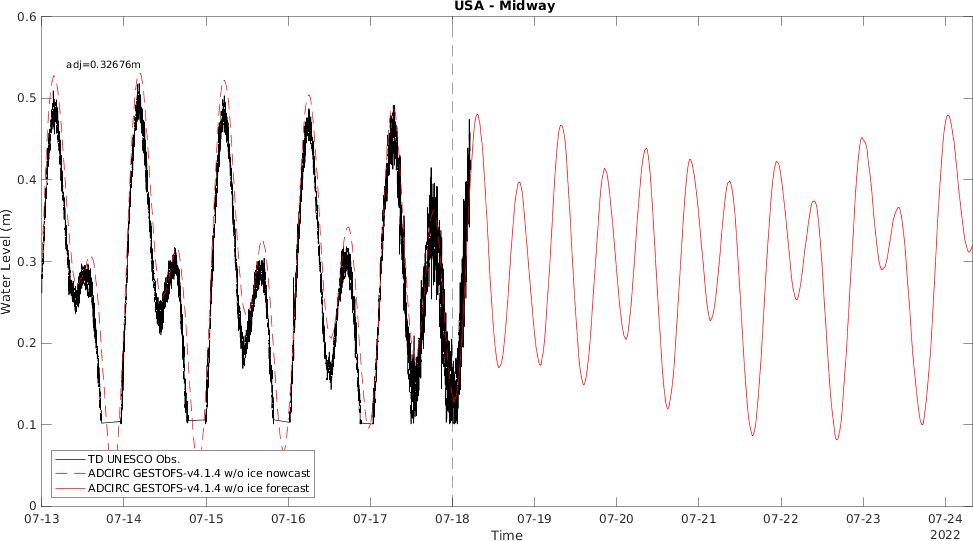 USA - Midway
0.6
adj=0.32676m
0.5
0.4
0.3
0.2
0.1
0
Water Level (m)
TD UNESCO Obs.
ADCIRC GESTOFS-v4.1.4 w/o ice nowcast
ADCIRC GESTOFS-v4.1.4 w/o ice forecast
07-13 07-14 07-15 07-16 07-17 07-18 07-19 07-20 07-21 07-22 07-23 07-24
Time
2022